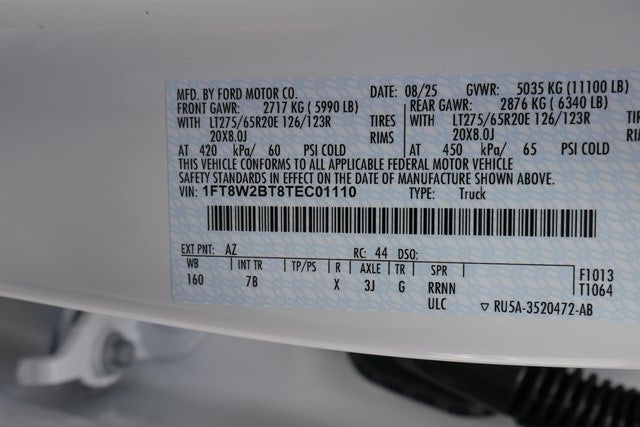 MFD. BY FORD MOTOR CO. DATE: 08/25 GVWR: 5035 KG (11100 LB)
FRONT GAWR: 2717 KG ( 5990 LB) REAR GAWR: 2876 KG ( 6340 LB)
WITH LT275/65R20E 126/123R TIRES WITH LT275/65R20E 126/123R TIRE
20X8.0J RIMS 20X8.0J RIM
AT 420 kPa/ 60 PSI COLD AT 450 kPa/ 65 PSI COLD
THIS VEHICLE CONFORMS TO ALL APPLICABLE FEDERAL MOTOR VEHICLE
SAFETY STANDARDS IN EFFECT ON THE DATE OF MANUFACTURE SHOWN ABOVE.
VIN: 1FT8W2BT8TEC01110 TYPE: Truck
EXT PNT: AZ RC: 44 DSO:
WB INT TR TP/PS R AXLE TR SPR F1013
160 7B X 3J G RRNN T1064
ULC ▽ RU5A-3520472-AB